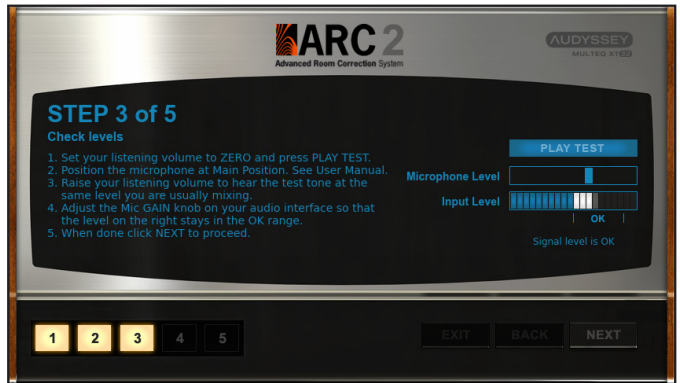 ARC 2
Advanced Room Correction System
AUDYSSEY
MULTEQ XT32
STEP 3 of 5
Check levels
1. Set your listening volume to ZERO and press PLAY TEST.
2. Position the microphone at Main Position. See User Manual.
3. Raise your listening volume to hear the test tone at the
same level you are usually mixing.
4. Adjust the Mic GAIN knob on your audio interface so that
the level on the right stays in the OK range.
5. When done click NEXT to proceed.
PLAY TEST
Microphone Level
Input Level
OK
Signal level is OK
1 2 3 4 5
EXIT BACK NEXT